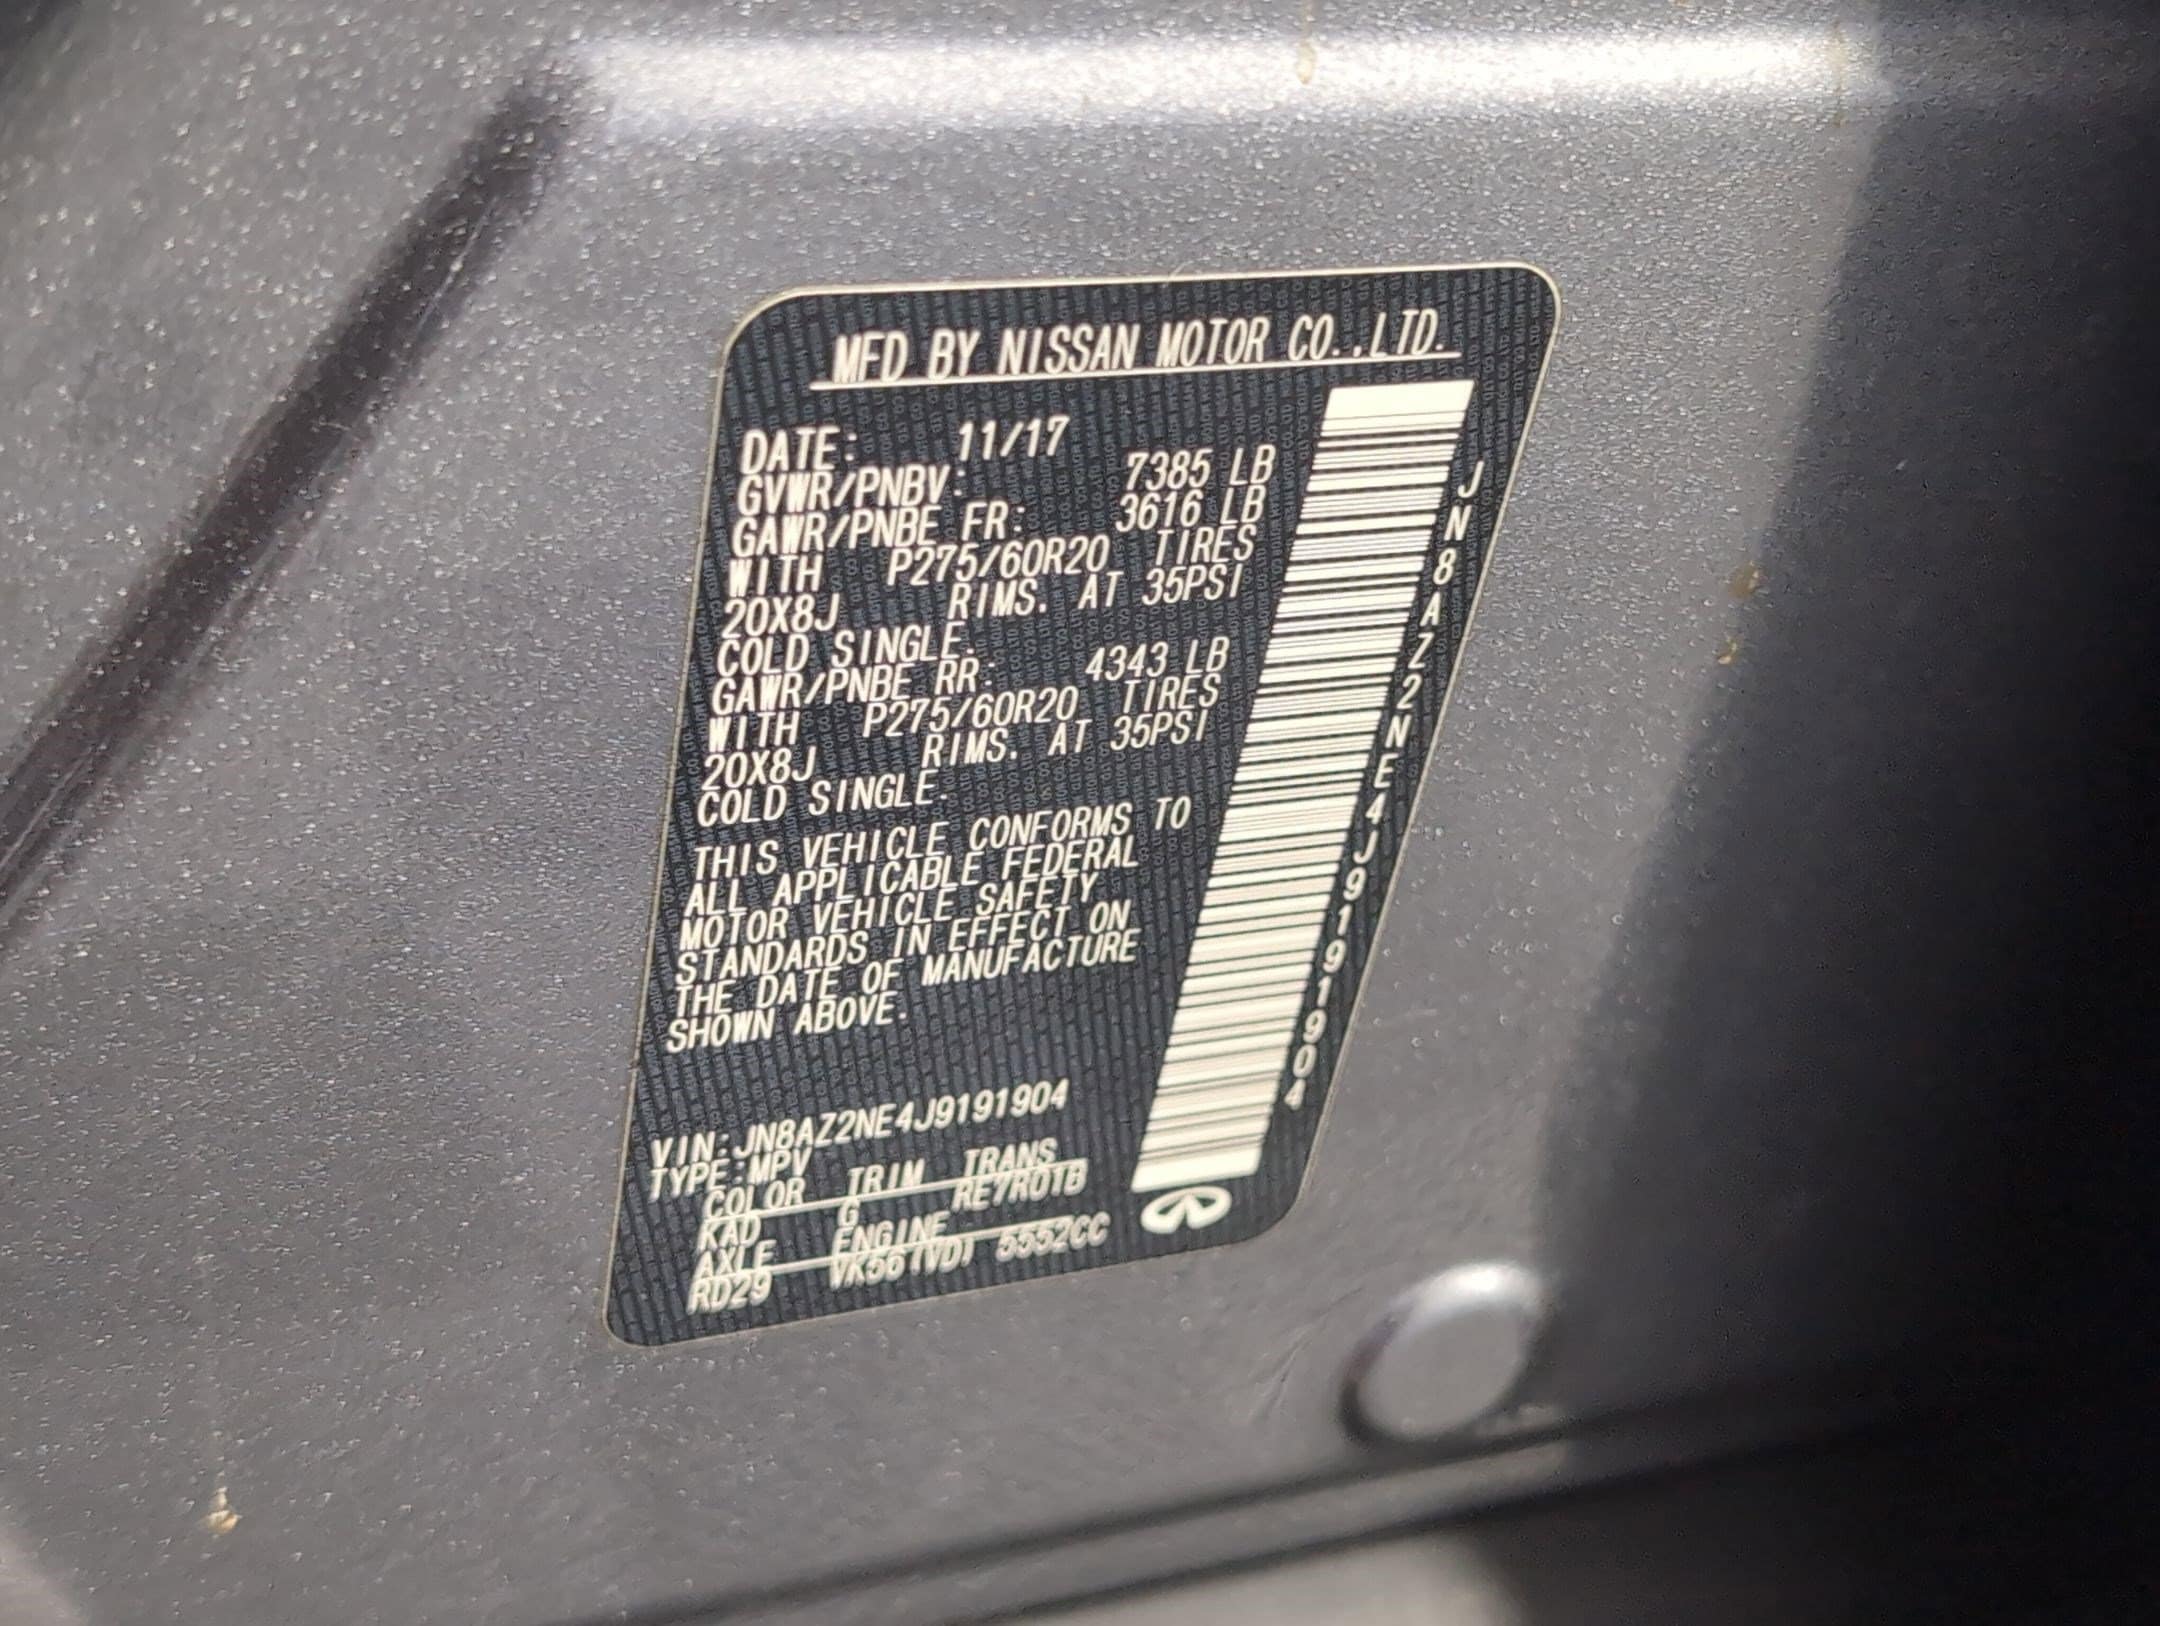 MFD BY NISSAN MOTOR CO.,LTD.
DATE: 11/17
GVWR/PNBV: 7385 LB
GAWR/PNBE FR: 3616 LB
WITH P275/60R20 TIRES
20X8J RIMS. AT 35PSI
COLD SINGLE.
GAWR/PNBE RR: 4343 LB
WITH P275/60R20 TIRES
20X8J RIMS. AT 35PSI
COLD SINGLE.
THIS VEHICLE CONFORMS TO
ALL APPLICABLE FEDERAL
MOTOR VEHICLE SAFETY
STANDARDS IN EFFECT ON
THE DATE OF MANUFACTURE
SHOWN ABOVE.
VIN:JN8AZ2NE4J9191904
TYPE:MPV
COLOR TRIM TRANS
KAD G RE7R01B
AXLE ENGINE
RD29 VK56(VD) 5552CC
JN8AZ2NE4J9191904